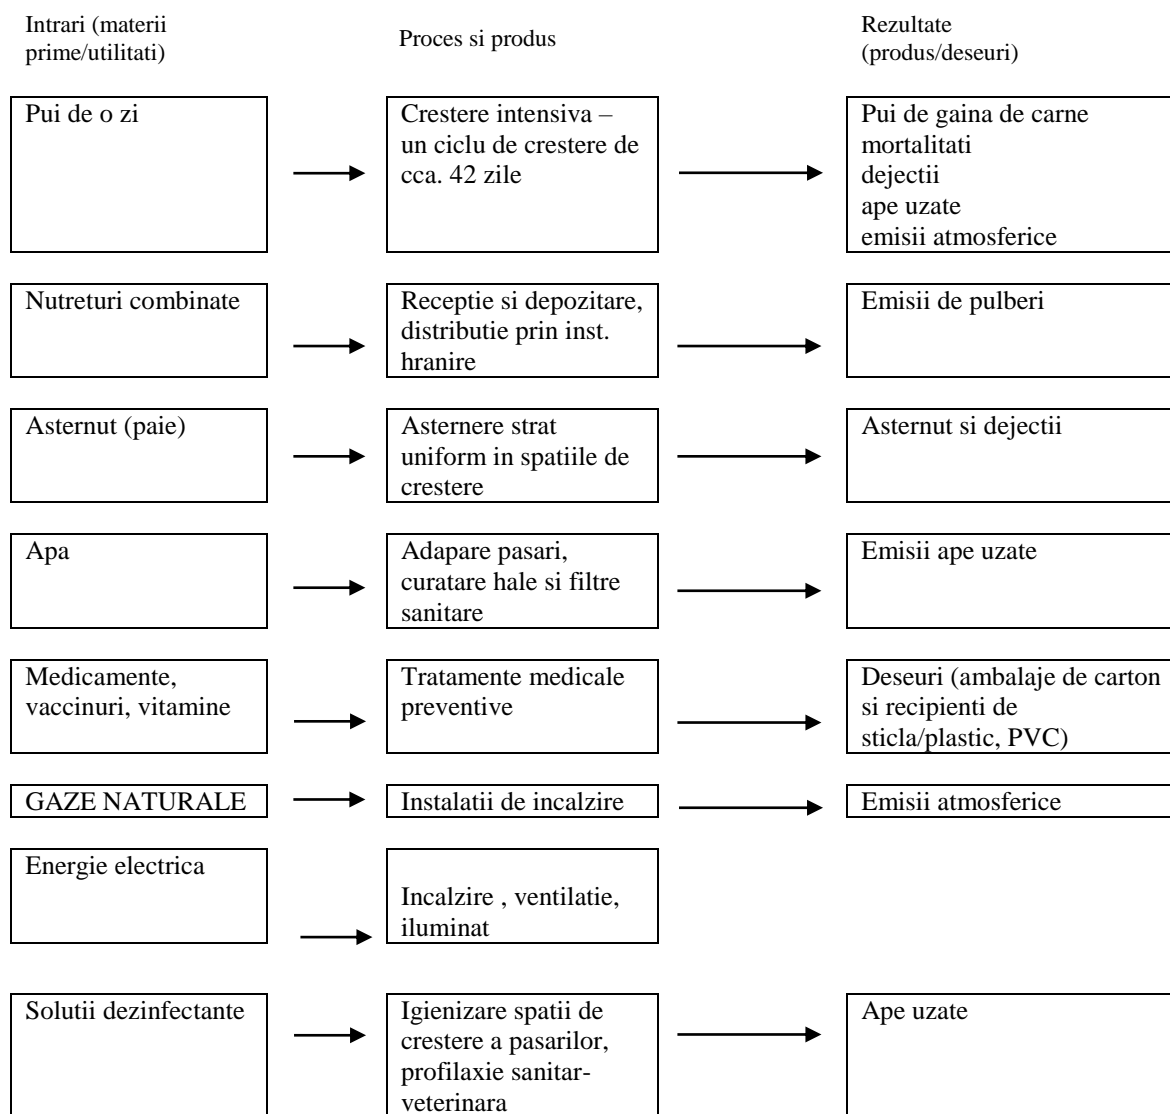 Intrari (materii
prime/utilitati)
Proces si produs
Rezultate
(produs/deseuri)
Pui de o zi
Crestere intensiva –
un ciclu de crestere de
cca. 42 zile
Pui de gaina de carne
mortalitati
dejectii
ape uzate
emisii atmosferice
Nutreturi combinate
Receptie si depozitare,
distributie prin inst.
hranire
Emisii de pulberi
Asternut (paie)
Asternere strat
uniform in spatiile de
crestere
Asternut si dejectii
Apa
Adapare pasari,
curatare hale si filtre
sanitare
Emisii ape uzate
Medicamente,
vaccinuri, vitamine
Tratamente medicale
preventive
Deseuri (ambalaje de carton
si recipienti de
sticla/plastic, PVC)
GAZE NATURALE
Instalatii de incalzire
Emisii atmosferice
Energie electrica
Incalzire , ventilatie,
iluminat
Solutii dezinfectante
Igienizare spatii de
crestere a pasarilor,
profilaxie sanitar-
veterinara
Ape uzate